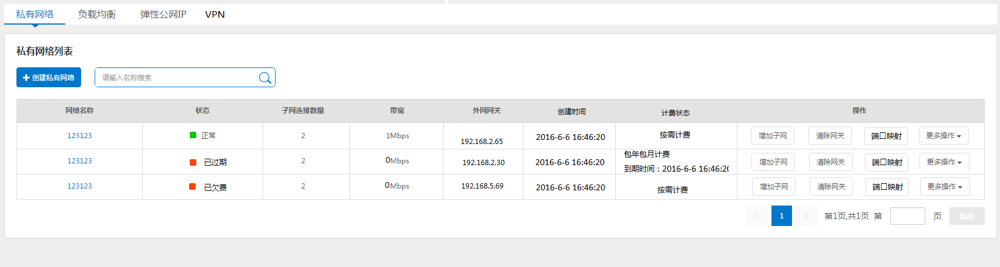 私有网络 负载均衡 弹性公网IP VPN
私有网络列表
创建私有网络 请输入名称搜索
网络名称 状态 子网连接数量 带宽 外网网关 创建时间 计费状态 操作
123123 正常 2 1Mbps 192.168.2.65 2016-6-6 16:46:20 按需计费 增加子网 清除网关 端口映射 更多操作
123123 已过期 2 0Mbps 192.168.2.30 2016-6-6 16:46:20 包年包月计费 增加子网 清除网关 端口映射 更多操作
到期时间：2016-6-6 16:46:20
123123 已欠费 2 0Mbps 192.168.5.69 2016-6-6 16:46:20 按需计费 增加子网 清除网关 端口映射 更多操作
< 1 > 第1页,共1页 第 页 跳转